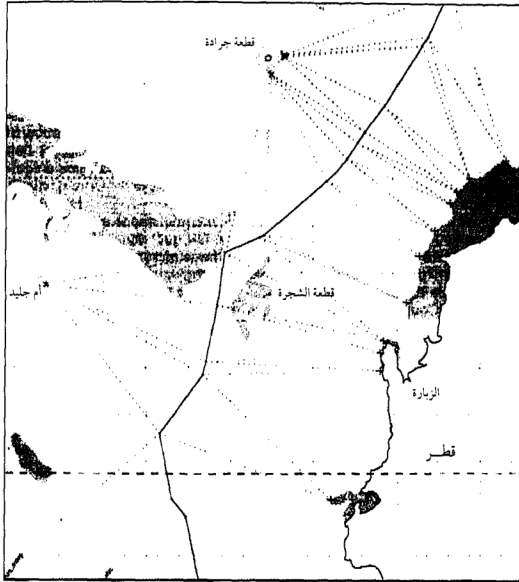 قطعة جرادة
أم جليد
قطعة الشجرة
الزبارة
قطر